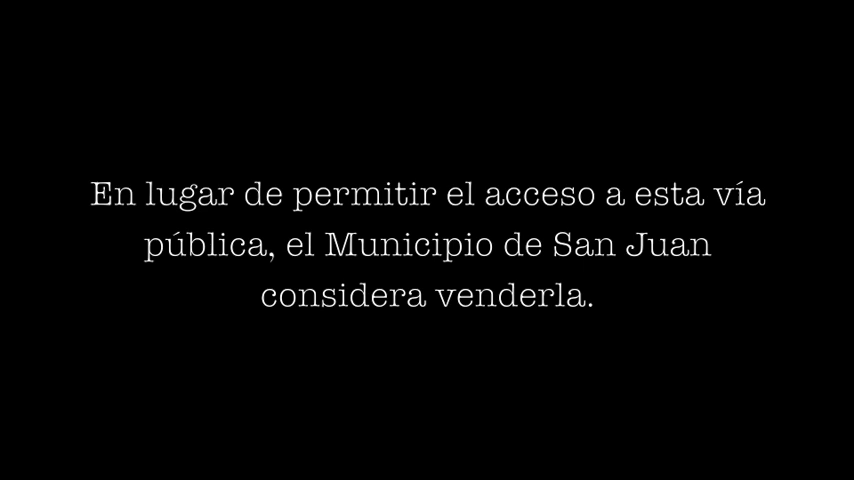 En lugar de permitir el acceso a esta vía
pública, el Municipio de San Juan
considera venderla.